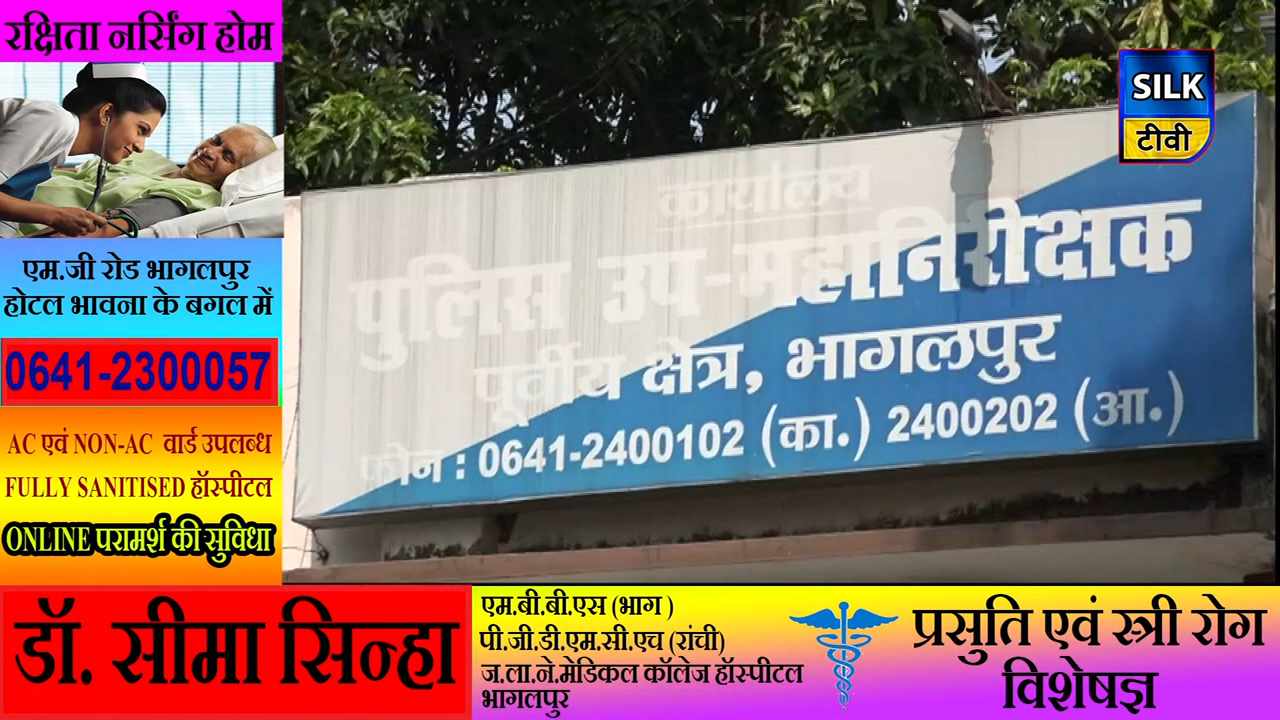 रक्षिता नर्सिंग होम
एम.जी रोड भागलपुर
होटल भावना के बगल में
0641-2300057
AC एवं NON-AC वार्ड उपलब्ध
FULLY SANITISED हॉस्पीटल
ONLINE परामर्श की सुविधा
SILK
टीवी
कार्यालय
पुलिस उप-महानिरीक्षक
पूर्वीय क्षेत्र, भागलपुर
फोन : 0641-2400102 (का.) 2400202 (आ.)
डॉ. सीमा सिन्हा
एम.बी.बी.एस (भाग )
पी.जी.डी.एम.सी.एच (रांची)
ज.ला.ने.मेडिकल कॉलेज हॉस्पीटल
भागलपुर
प्रसुति एवं स्त्री रोग
विशेषज्ञ